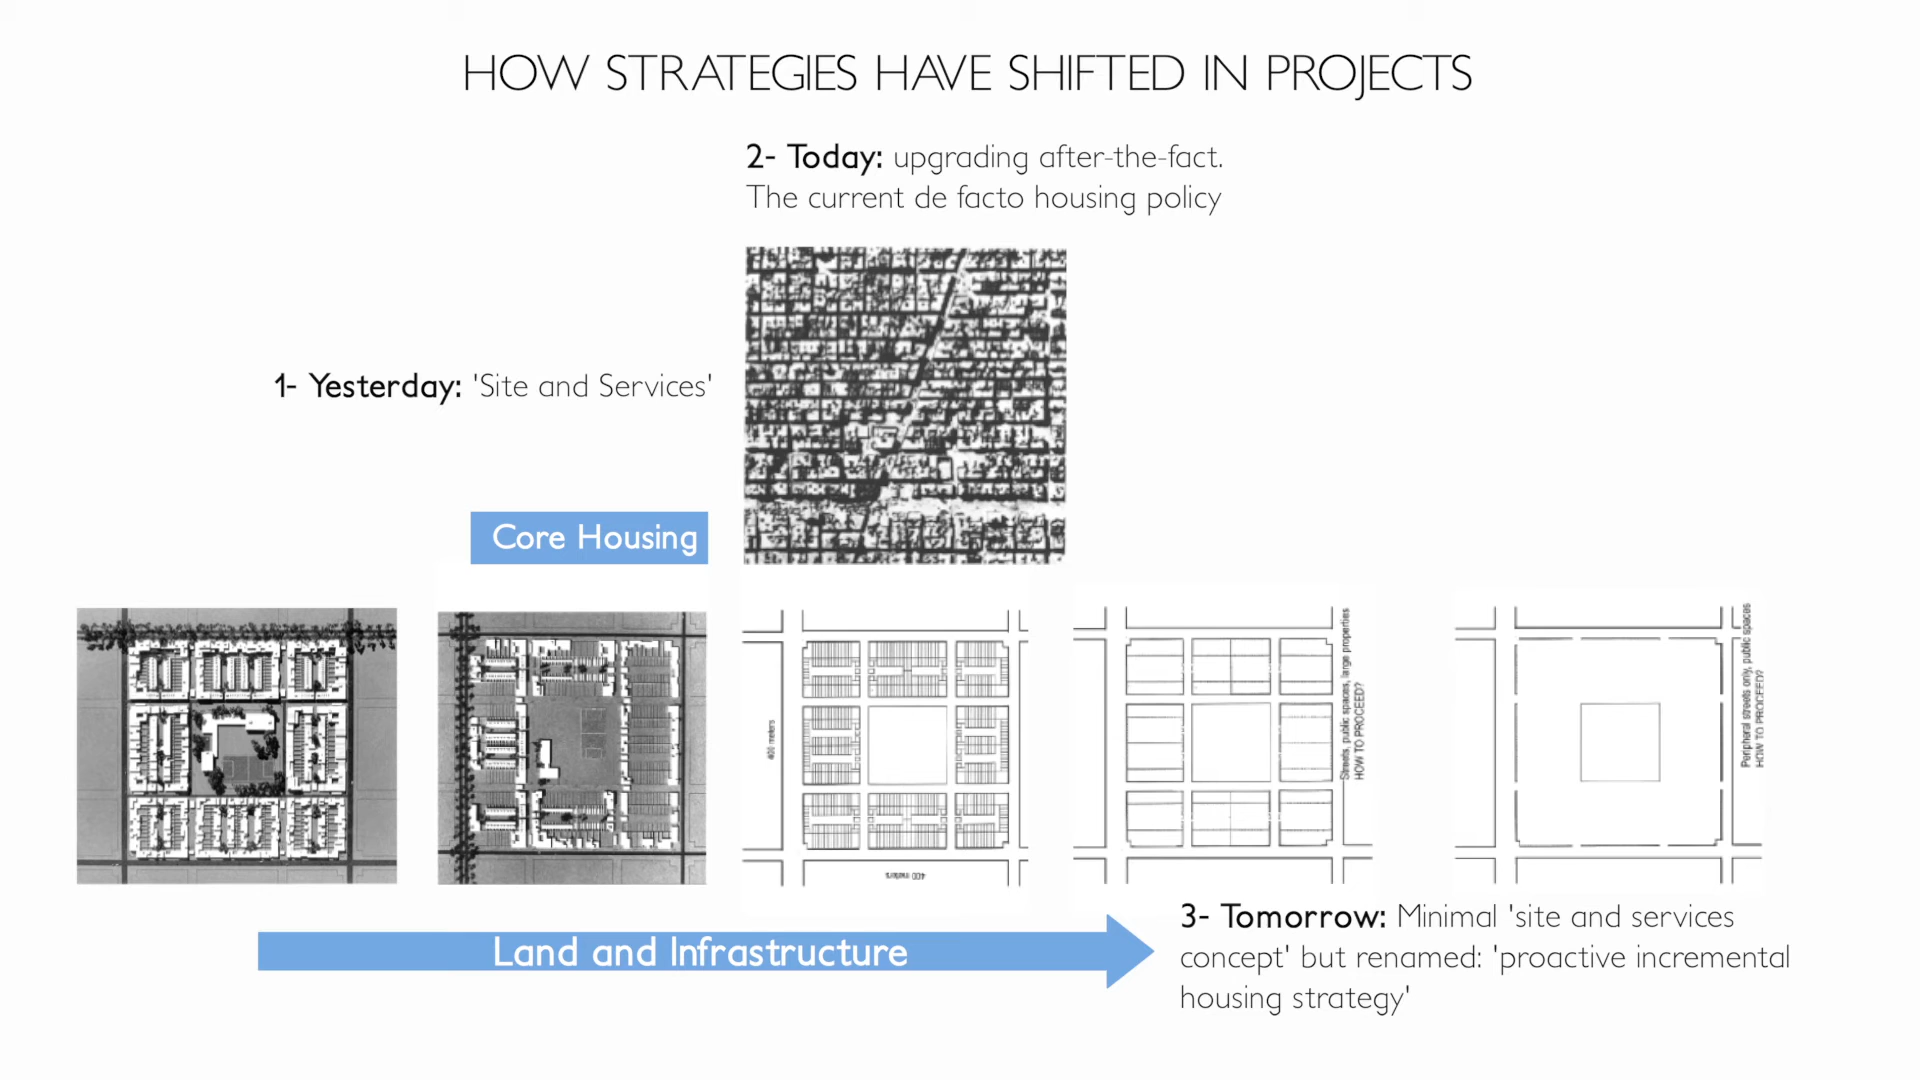 HOW STRATEGIES HAVE SHIFTED IN PROJECTS
2- Today: upgrading after-the-fact.
The current de facto housing policy
1- Yesterday: 'Site and Services'
Core Housing
400 meters
400 meters
Streets, public spaces, large properties
HOW TO PROCEED?
Peripheral streets only, public spaces
HOW TO PROCEED?
Land and Infrastructure
3- Tomorrow: Minimal 'site and services
concept' but renamed: 'proactive incremental
housing strategy'